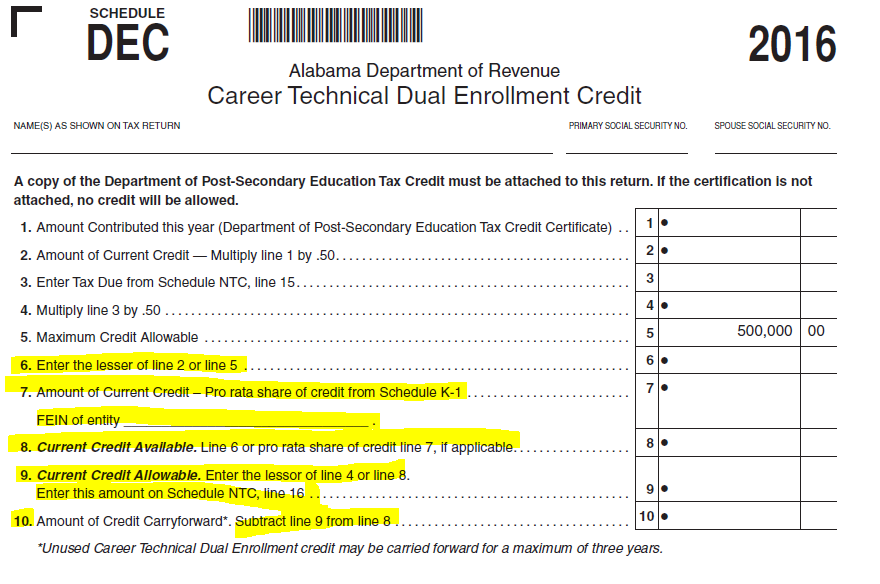 SCHEDULE
DEC
2016
Alabama Department of Revenue
Career Technical Dual Enrollment Credit
NAME(S) AS SHOWN ON TAX RETURN PRIMARY SOCIAL SECURITY NO. SPOUSE SOCIAL SECURITY NO.
A copy of the Department of Post-Secondary Education Tax Credit must be attached to this return. If the certification is not
attached, no credit will be allowed.
1. Amount Contributed this year (Department of Post-Secondary Education Tax Credit Certificate) . . 1 •
2. Amount of Current Credit — Multiply line 1 by .50 2 •
3. Enter Tax Due from Schedule NTC, line 15 3
4. Multiply line 3 by .50 4 •
5. Maximum Credit Allowable 5 500,000 00
6. Enter the lesser of line 2 or line 5 6 •
7. Amount of Current Credit – Pro rata share of credit from Schedule K-1 7 •
FEIN of entity ______________________________ .
8. Current Credit Available. Line 6 or pro rata share of credit line 7, if applicable. 8 •
9. Current Credit Allowable. Enter the lessor of line 4 or line 8.
Enter this amount on Schedule NTC, line 16 9 •
10. Amount of Credit Carryforward*. Subtract line 9 from line 8 10 •
*Unused Career Technical Dual Enrollment credit may be carried forward for a maximum of three years.